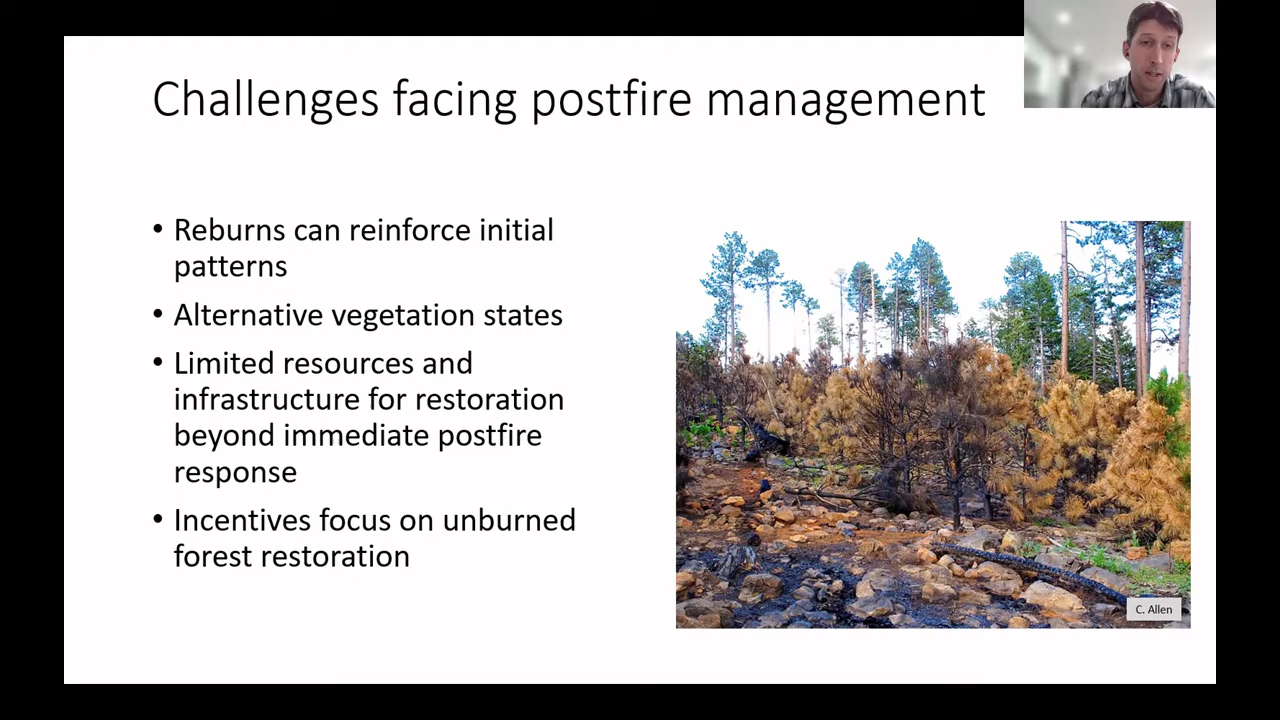 Challenges facing postfire management
• Reburns can reinforce initial
patterns
• Alternative vegetation states
• Limited resources and
infrastructure for restoration
beyond immediate postfire
response
• Incentives focus on unburned
forest restoration
C. Allen